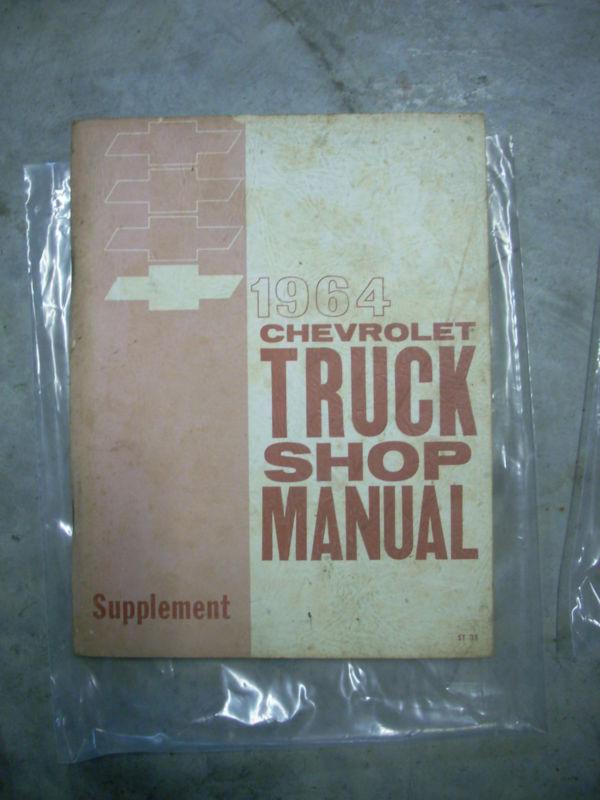 1964
CHEVROLET
TRUCK
SHOP
MANUAL
Supplement